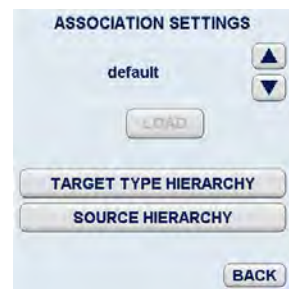 ASSOCIATION SETTINGS
default
LOAD
TARGET TYPE HIERARCHY
SOURCE HIERARCHY
BACK